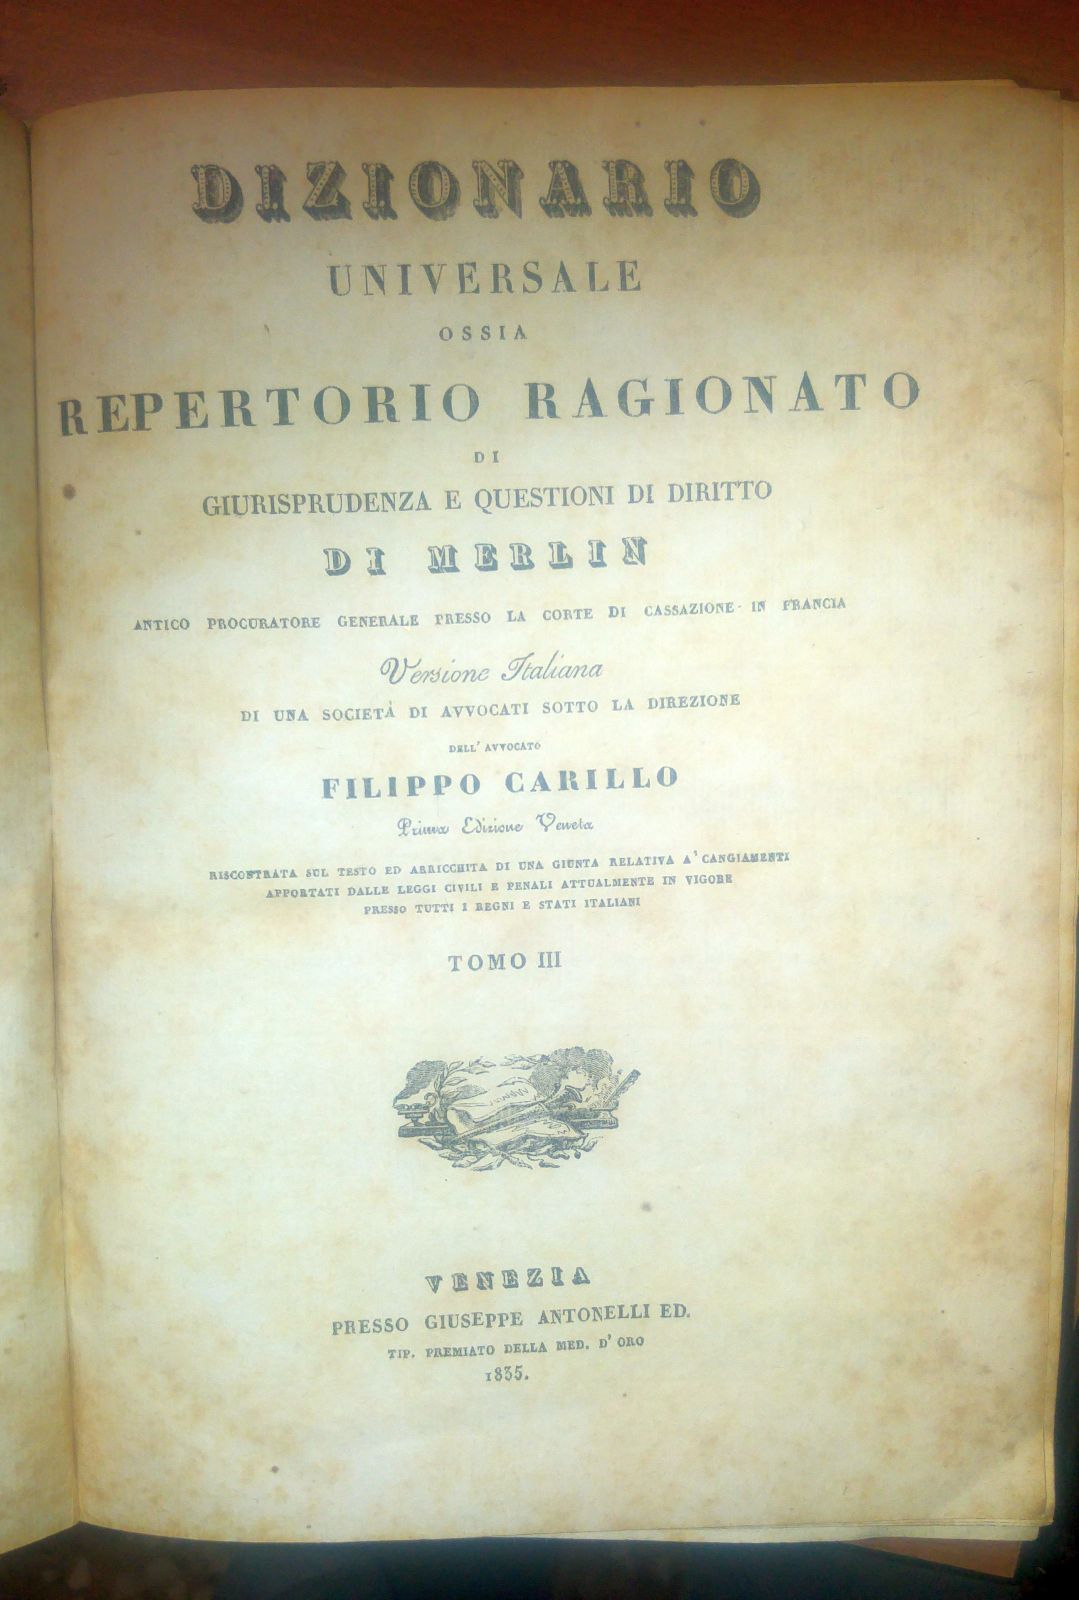 DIZIONARIO
UNIVERSALE
OSSIA
REPERTORIO RAGIONATO
DI
GIURISPRUDENZA E QUESTIONI DI DIRITTO
DI MERLIN
ANTICO PROCURATORE GENERALE PRESSO LA CORTE DI CASSAZIONE IN FRANCIA
Versione Italiana
DI UNA SOCIETÀ DI AVVOCATI SOTTO LA DIREZIONE
DELL' AVVOCATO
FILIPPO CARILLO
Prima Edizione Veneta
RISCONTRATA SUL TESTO ED ARRICCHITA DI UNA GIUNTA RELATIVA A' CANGIAMENTI
APPORTATI DALLE LEGGI CIVILI E PENALI ATTUALMENTE IN VIGORE
PRESSO TUTTI I REGNI E STATI ITALIANI
TOMO III
VENEZIA
PRESSO GIUSEPPE ANTONELLI ED.
TIP. PREMIATO DELLA MED. D' ORO
1835.